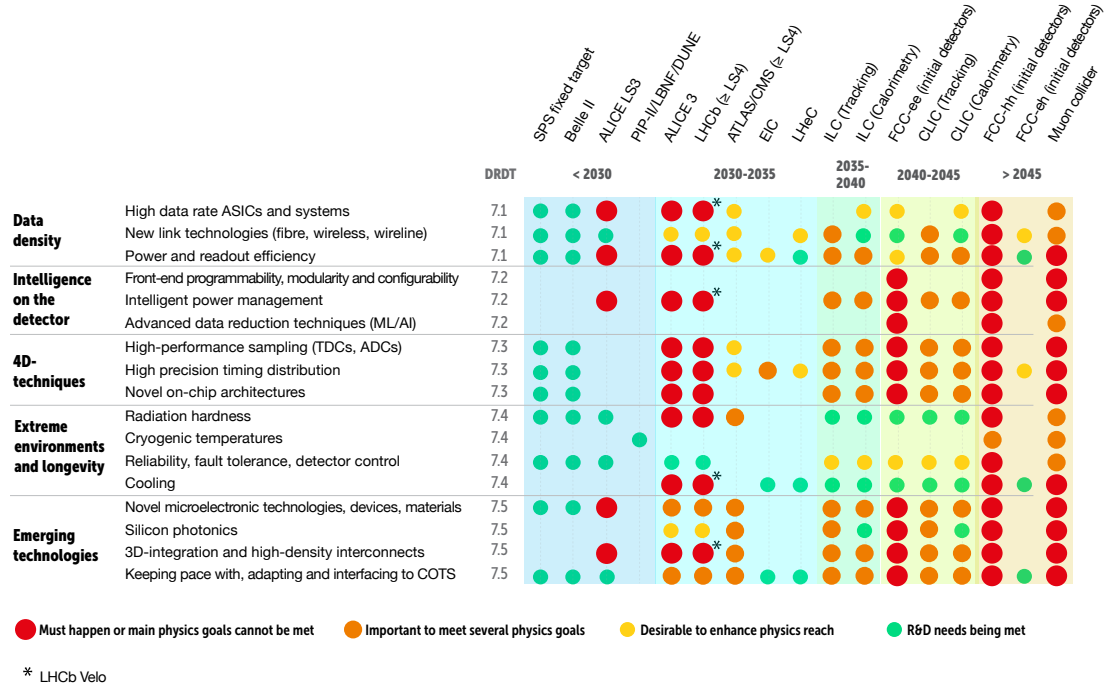 SPS fixed target
Belle II
ALICE LS3
PIP-II/LBNF/DUNE
ALICE 3
LHCb (≥ LS4)
ATLAS/CMS (≥ LS4)
EIC
LHeC
ILC (Tracking)
ILC (Calorimetry)
FCC-ee (initial detectors)
CLIC (Tracking)
CLIC (Calorimetry)
FCC-hh (initial detectors)
FCC-eh (initial detectors)
Muon collider
DRDT
< 2030
2030-2035
2035-
2040
2040-2045
> 2045
Data
density
High data rate ASICs and systems 7.1 *
New link technologies (fibre, wireless, wireline) 7.1
Power and readout efficiency 7.1 *
Intelligence
on the
detector
Front-end programmability, modularity and configurability 7.2
Intelligent power management 7.2 *
Advanced data reduction techniques (ML/AI) 7.2
4D-
techniques
High-performance sampling (TDCs, ADCs) 7.3
High precision timing distribution 7.3
Novel on-chip architectures 7.3
Extreme
environments
and longevity
Radiation hardness 7.4
Cryogenic temperatures 7.4
Reliability, fault tolerance, detector control 7.4
Cooling 7.4 *
Emerging
technologies
Novel microelectronic technologies, devices, materials 7.5
Silicon photonics 7.5
3D-integration and high-density interconnects 7.5 *
Keeping pace with, adapting and interfacing to COTS 7.5
Must happen or main physics goals cannot be met
Important to meet several physics goals
Desirable to enhance physics reach
R&D needs being met
* LHCb Velo